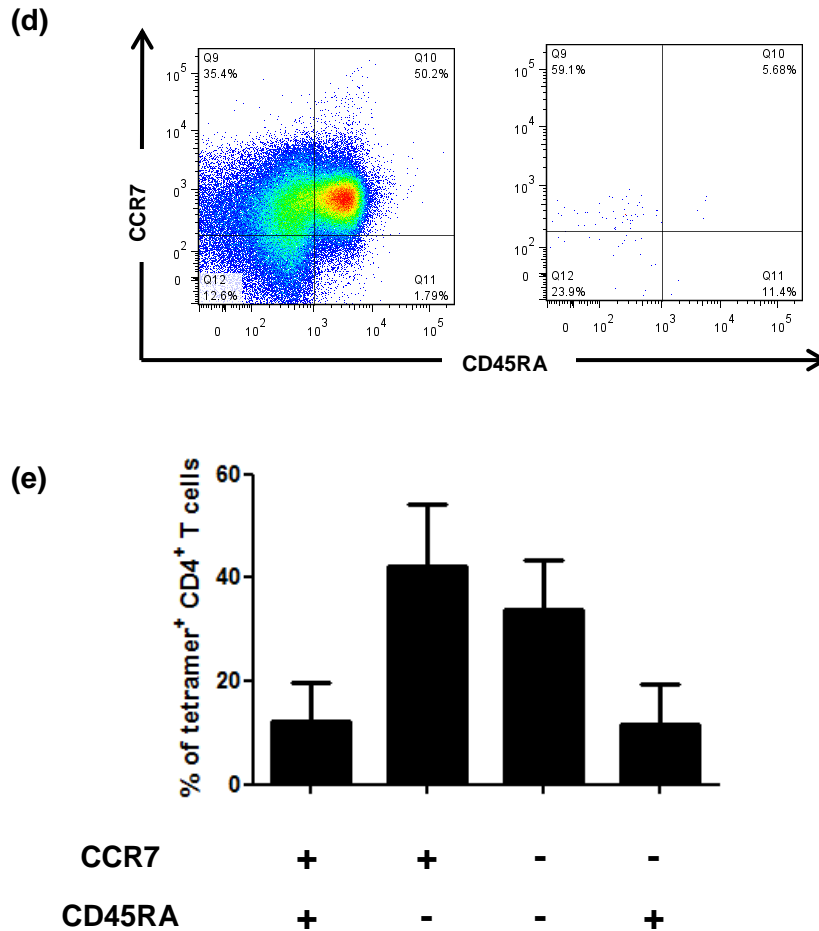 (d)
Q9
35.4%
Q10
50.2%
Q12
12.6%
Q11
1.79%
10⁵
10⁴
0³
0²
0
0 10² 10³ 10⁴ 10⁵
Q9
59.1%
Q10
5.68%
Q12
23.9%
Q11
11.4%
10⁵
10⁴
10³
10²
0
0 10² 10³ 10⁴ 10⁵
CCR7
CD45RA
(e)
% of tetramer⁺ CD4⁺ T cells
60
40
20
0
CCR7 + + - -
CD45RA + - - +